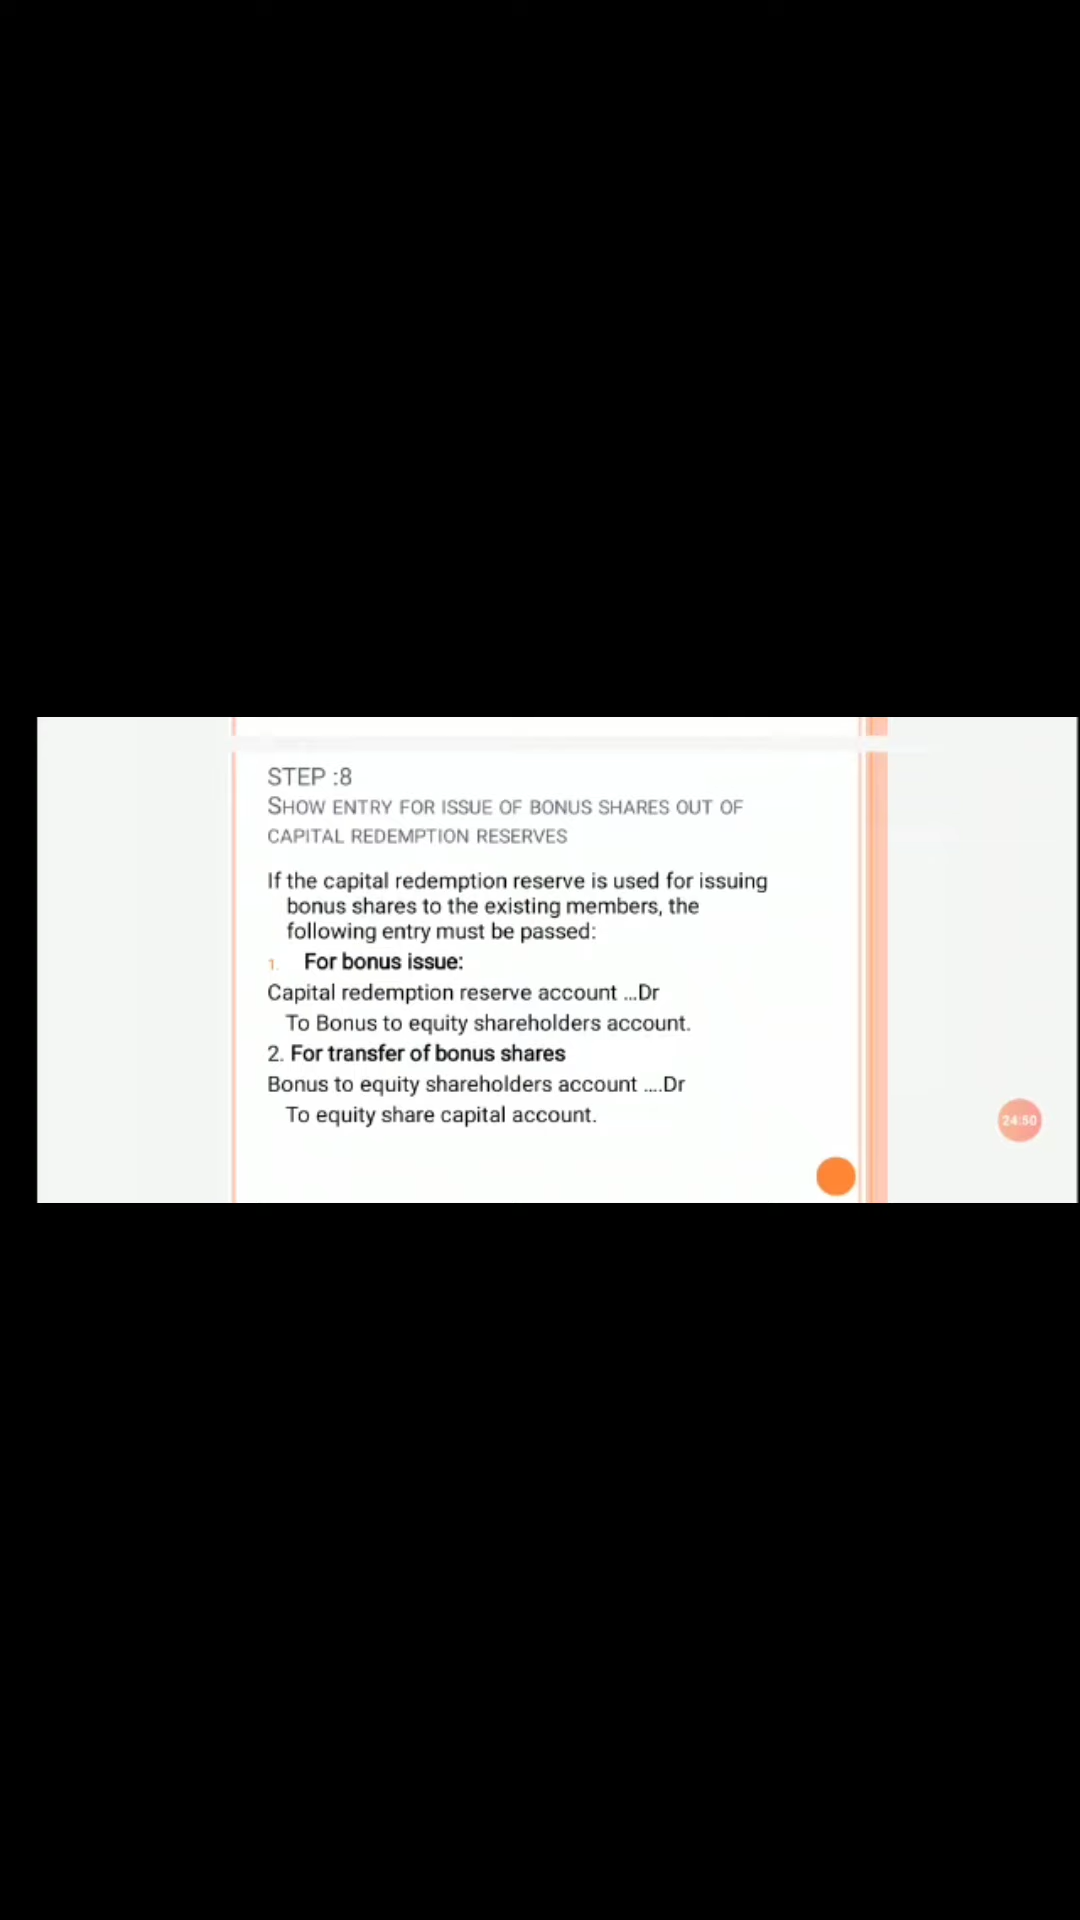 STEP :8
SHOW ENTRY FOR ISSUE OF BONUS SHARES OUT OF
CAPITAL REDEMPTION RESERVES
If the capital redemption reserve is used for issuing
bonus shares to the existing members, the
following entry must be passed:
1. For bonus issue:
Capital redemption reserve account ...Dr
To Bonus to equity shareholders account.
2. For transfer of bonus shares
Bonus to equity shareholders account ....Dr
To equity share capital account.
24:50